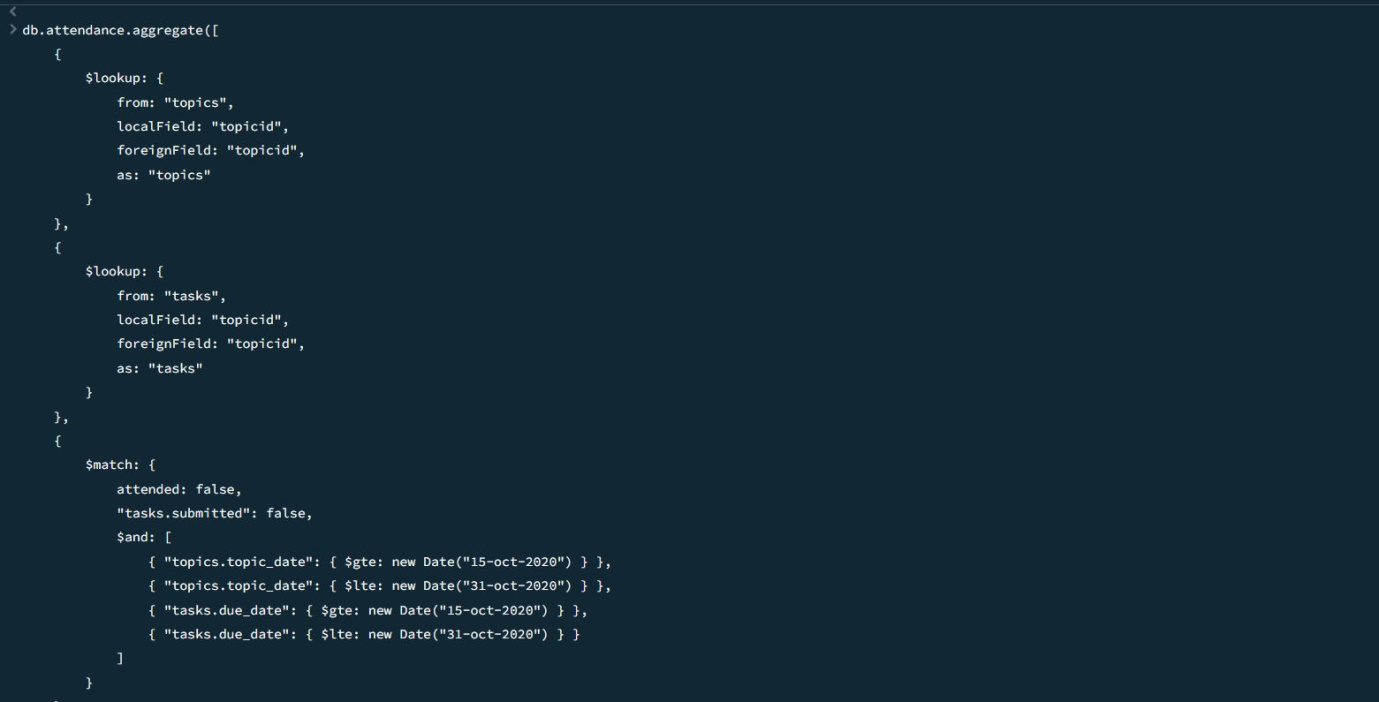 db.attendance.aggregate([
{
$lookup: {
from: "topics",
localField: "topicid",
foreignField: "topicid",
as: "topics"
}
},
{
$lookup: {
from: "tasks",
localField: "topicid",
foreignField: "topicid",
as: "tasks"
}
},
{
$match: {
attended: false,
"tasks.submitted": false,
$and: [
{ "topics.topic_date": { $gte: new Date("15-oct-2020") } },
{ "topics.topic_date": { $lte: new Date("31-oct-2020") } },
{ "tasks.due_date": { $gte: new Date("15-oct-2020") } },
{ "tasks.due_date": { $lte: new Date("31-oct-2020") } }
]
}